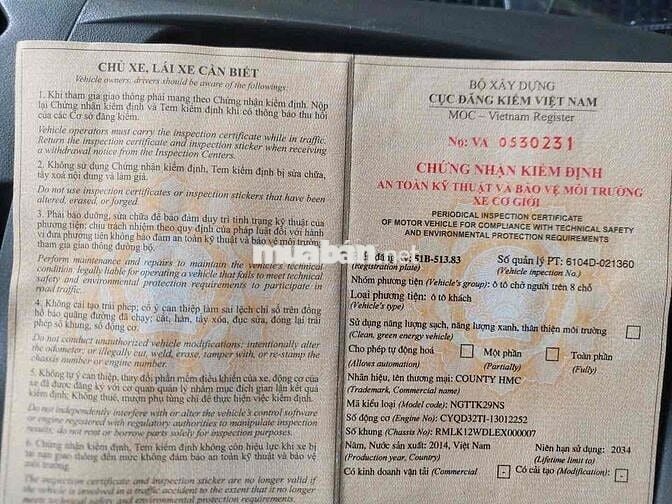 CHỦ XE, LÁI XE CẦN BIẾT
Vehicle owners, drivers should be aware of the followings:
1. Khi tham gia giao thông phải mang theo Chứng nhận kiểm định. Nộp
lại Chứng nhận kiểm định và Tem kiểm định khi có thông báo thu hồi
của các Cơ sở đăng kiểm.
Vehicle operators must carry the inspection certificate while in traffic.
Return the inspection certificate and inspection sticker when receiving
a withdrawal notice from the Inspection Centers.
2. Không sử dụng Chứng nhận kiểm định, Tem kiểm định bị sửa chữa,
tẩy xoá nội dung và làm giả.
Do not use inspection certificates or inspection stickers that have been
altered, erased, or forged.
3. Phải bảo dưỡng, sửa chữa để bảo đảm duy trì tình trạng kỹ thuật của
phương tiện; chịu trách nhiệm theo quy định của pháp luật đối với hành
vi đưa phương tiện không bảo đảm an toàn kỹ thuật và bảo vệ môi trường
tham gia giao thông đường bộ.
Perform maintenance and repairs to maintain the vehicle's technical
condition legally liable for operating a vehicle that fails to meet technical
safety and environmental protection requirements to participate in
road traffic.
4. Không cải tạo trái phép; cố ý can thiệp làm sai lệch chỉ số trên đồng
hồ báo quãng đường đã chạy; cắt, hàn, tẩy xóa, đục sửa, đóng lại trái
phép số khung, số động cơ.
Do not conduct unauthorized vehicle modifications; intentionally alter
the odometer, or illegally cut, weld, erase, tamper with, or re-stamp the
chassis number or engine number.
5. Không tự ý can thiệp, thay đổi phần mềm điều khiển của xe, động cơ của
xe đã được đăng ký với cơ quan quản lý nhằm mục đích gian lận kết quả
kiểm định; Không thuê, mượn phụ tùng chỉ để thực hiện việc kiểm định.
Do not independently interfere with or alter the vehicle's control software
or engine registered with regulatory authorities to manipulate inspection
results; do not rent or borrow parts solely for inspection purposes.
6. Chứng nhận kiểm định, Tem kiểm định không còn hiệu lực khi xe bị tai
nạn giao thông đến mức không đảm bảo an toàn kỹ thuật và bảo vệ
môi trường
The inspection certificate and inspection sticker are no longer valid if
the vehicle is involved in a traffic accident to the extent that it no longer
meets technical safety and environmental protection requirements.
BỘ XÂY DỰNG
CỤC ĐĂNG KIỂM VIỆT NAM
MOC – Vietnam Register
No: VA 0530231
CHỨNG NHẬN KIỂM ĐỊNH
AN TOÀN KỸ THUẬT VÀ BẢO VỆ MÔI TRƯỜNG
XE CƠ GIỚI
PERIODICAL INSPECTION CERTIFICATE
OF MOTOR VEHICLE FOR COMPLIANCE WITH TECHNICAL SAFETY
AND ENVIRONMENTAL PROTECTION REQUIREMENTS
muaban.net
51B-513.83 Số quản lý PT: 6104D-021360
(Registration plate) (Vehicle inspection No.)
Nhóm phương tiện (Vehicle's group): ô tô chở người trên 8 chỗ
Loại phương tiện: ô tô khách
(Vehicle's type)
Sử dụng năng lượng sạch, năng lượng xanh, thân thiện môi trường
(Clean, green energy vehicle)
Cho phép tự động hoá Một phần Toàn phần
(Allows automation) (Partially) (Fully)
Nhãn hiệu, tên thương mại: COUNTY HMC
(Trademark, Commercial name)
Mã kiểu loại (Model code): NGTTK29NS
Số động cơ (Engine No): CYQD32TI-13012252
Số khung (Chassis No): RMLK12WDLEX000007
Năm, Nước sản xuất: 2014, Việt Nam Niên hạn sử dụng: 2034
(Production year, Country) (Lifetime limit to)
Có kinh doanh vận tải (Commercial Có cải tạo (Modification):